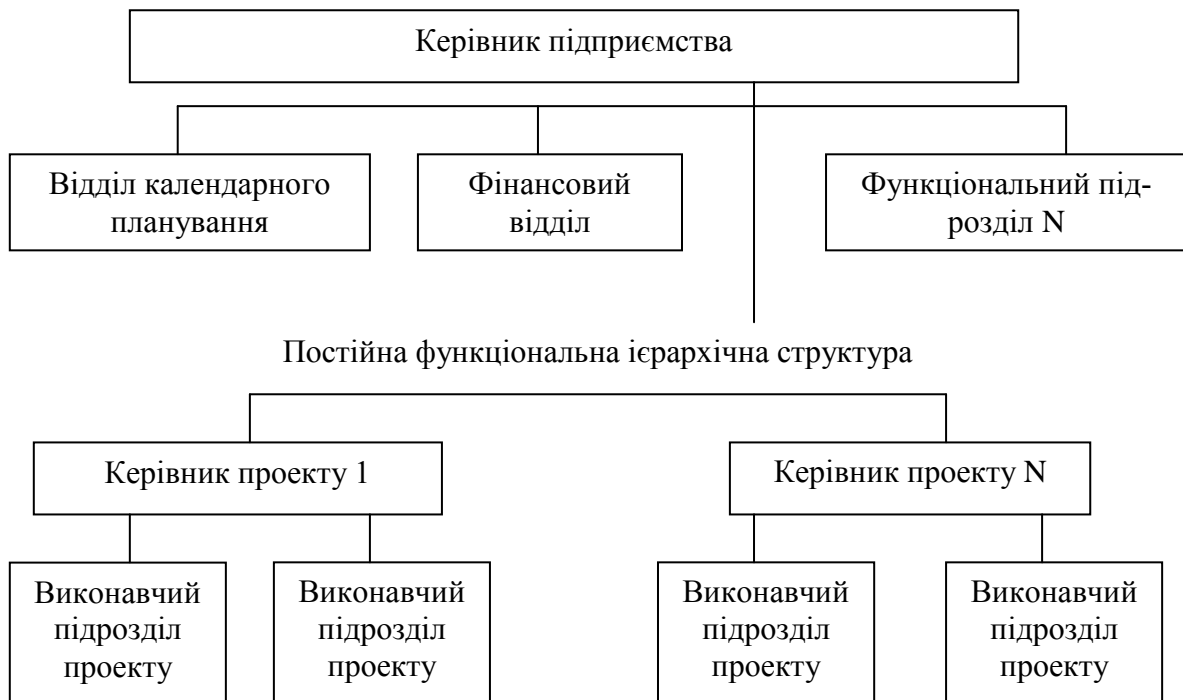 Керівник підприємства
Відділ календарного
планування
Фінансовий
відділ
Функціональний під-
розділ N
Постійна функціональна ієрархічна структура
Керівник проекту 1
Керівник проекту N
Виконавчий
підрозділ
проекту
Виконавчий
підрозділ
проекту
Виконавчий
підрозділ
проекту
Виконавчий
підрозділ
проекту